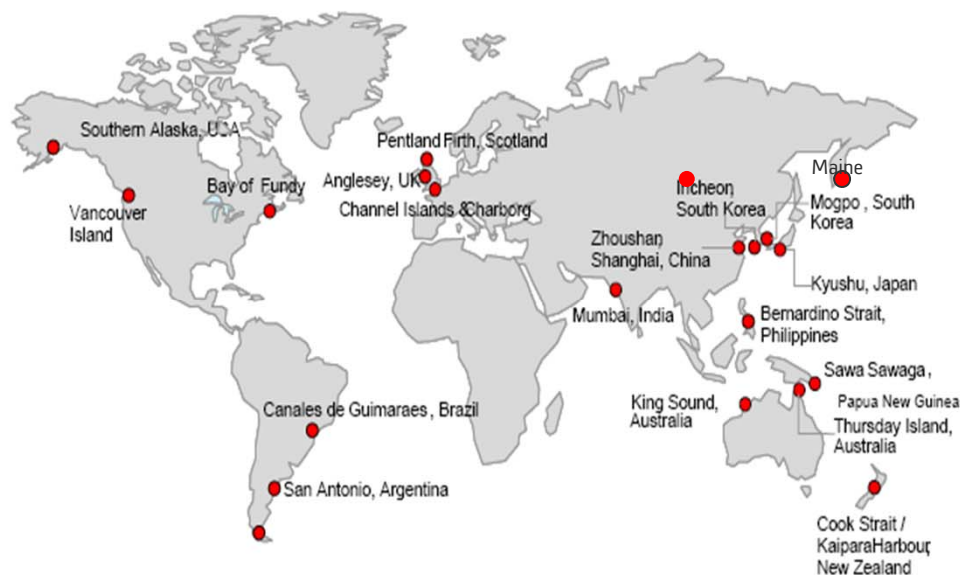 Southern Alaska, USA
Pentland Firth, Scotland
Maine
Anglesey, UK
Bay of Fundy
Incheon,
South Korea
Mogpo , South
Korea
Channel Islands &Charborg
Vancouver
Island
Zhoushan,
Shanghai, China
Kyushu, Japan
Mumbai, India
Bernardino Strait,
Philippines
Sawa Sawaga ,
Papua New Guinea
King Sound,
Australia
Canales de Guimaraes , Brazil
Thursday Island,
Australia
San Antonio, Argentina
Cook Strait /
KaiparaHarbour,
New Zealand